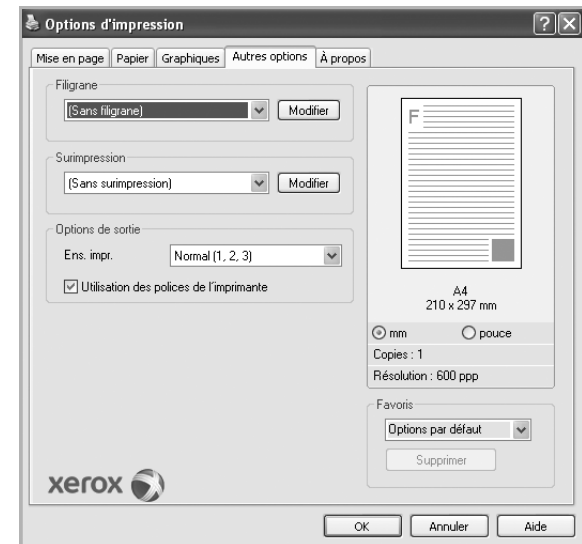 Options d'impression
Mise en page Papier Graphiques Autres options À propos
Filigrane
(Sans filigrane) Modifier
Surimpression
(Sans surimpression) Modifier
Options de sortie
Ens. impr. Normal (1, 2, 3)
Utilisation des polices de l'imprimante
F
A4
210 x 297 mm
mm pouce
Copies : 1
Résolution : 600 ppp
Favoris
Options par défaut
Supprimer
xerox
OK Annuler Aide